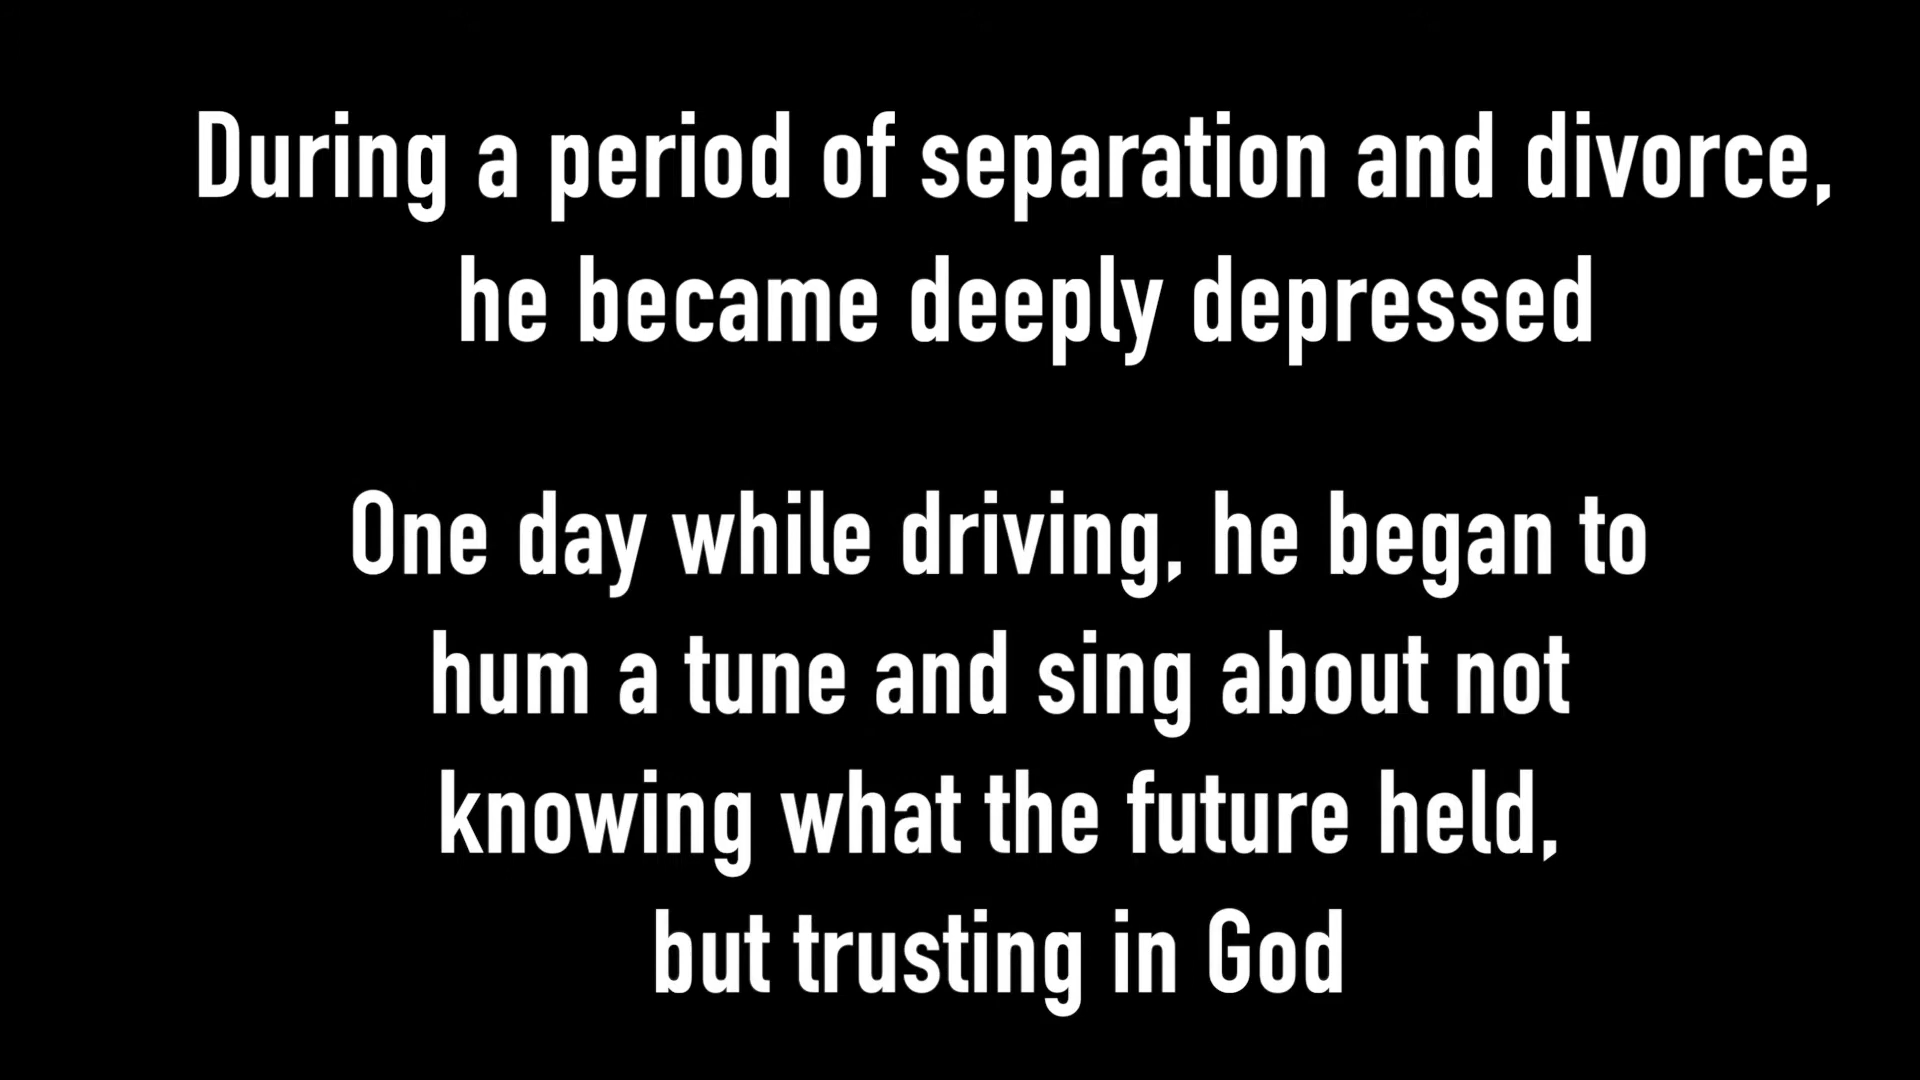 During a period of separation and divorce,
he became deeply depressed
One day while driving, he began to
hum a tune and sing about not
knowing what the future held,
but trusting in God